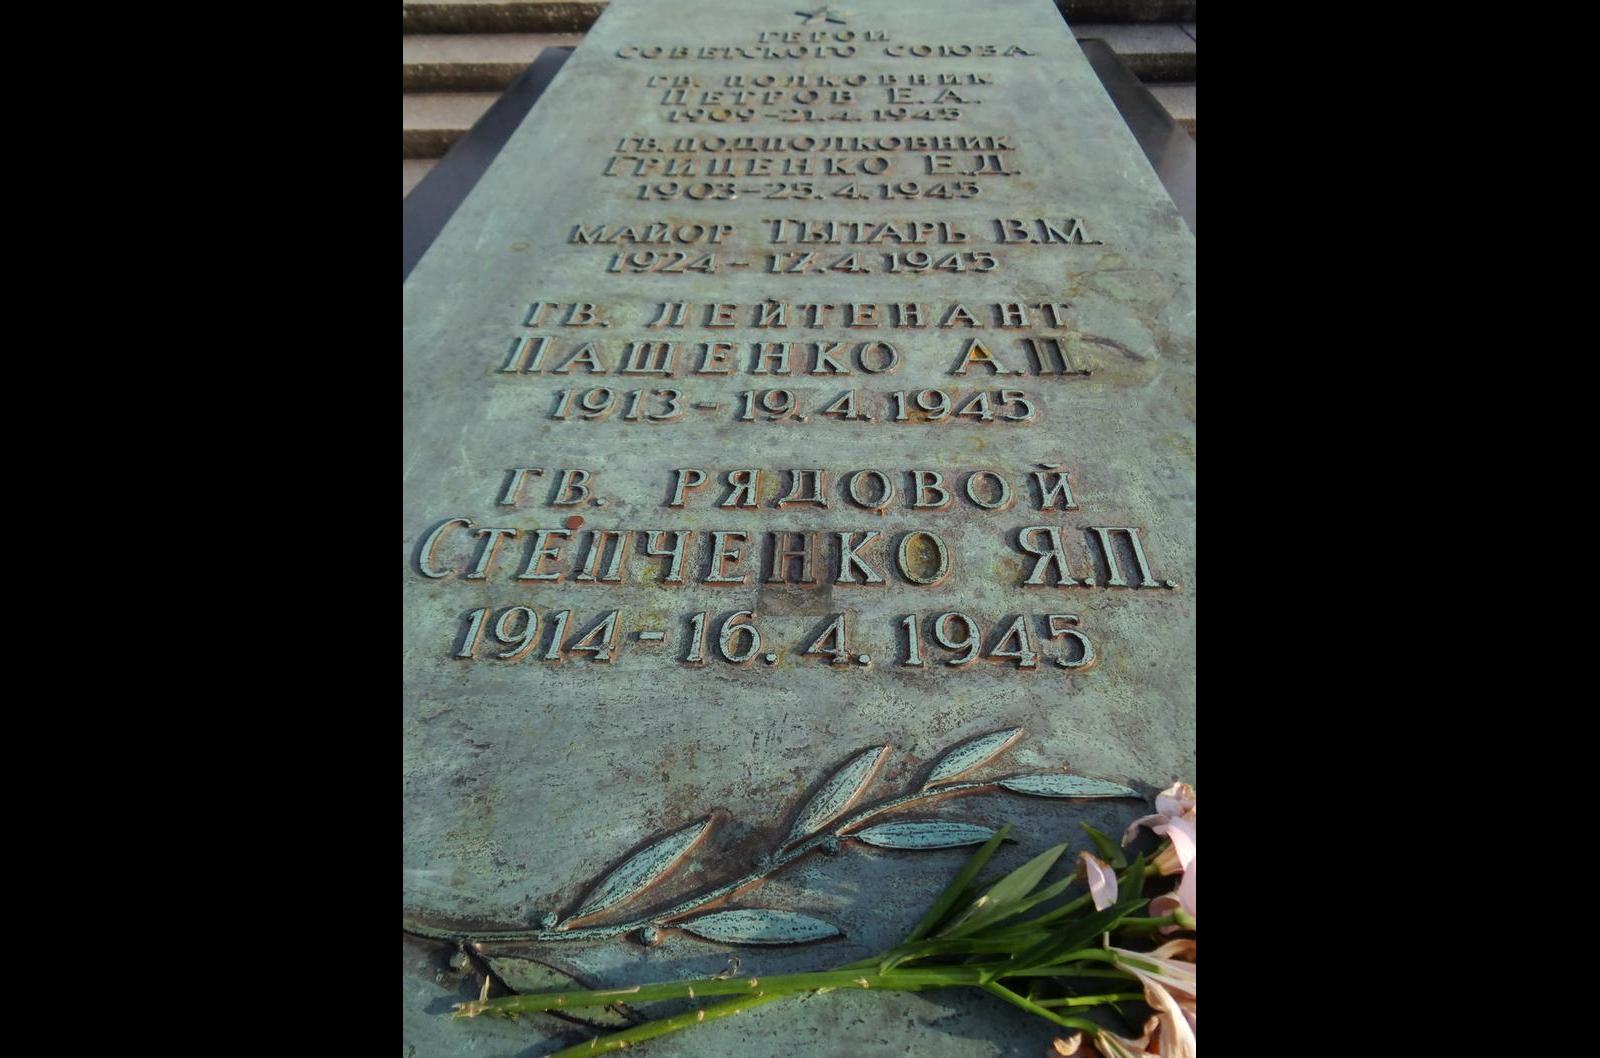 ГЕРОИ
СОВЕТСКОГО СОЮЗА
ГВ. ПОЛКОВНИК
ПЕТРОВ Е.А.
1909-21.4.1945
ГВ. ПОДПОЛКОВНИК
ГРИЦЕНКО Е.Д.
1903-25.4.1945
МАЙОР ТЫТАРЬ В.М.
1924-17.4.1945
ГВ. ЛЕЙТЕНАНТ
ПАЩЕНКО А.П.
1913-19.4.1945
ГВ. РЯДОВОЙ
СТЕПЧЕНКО Я.П.
1914-16.4.1945